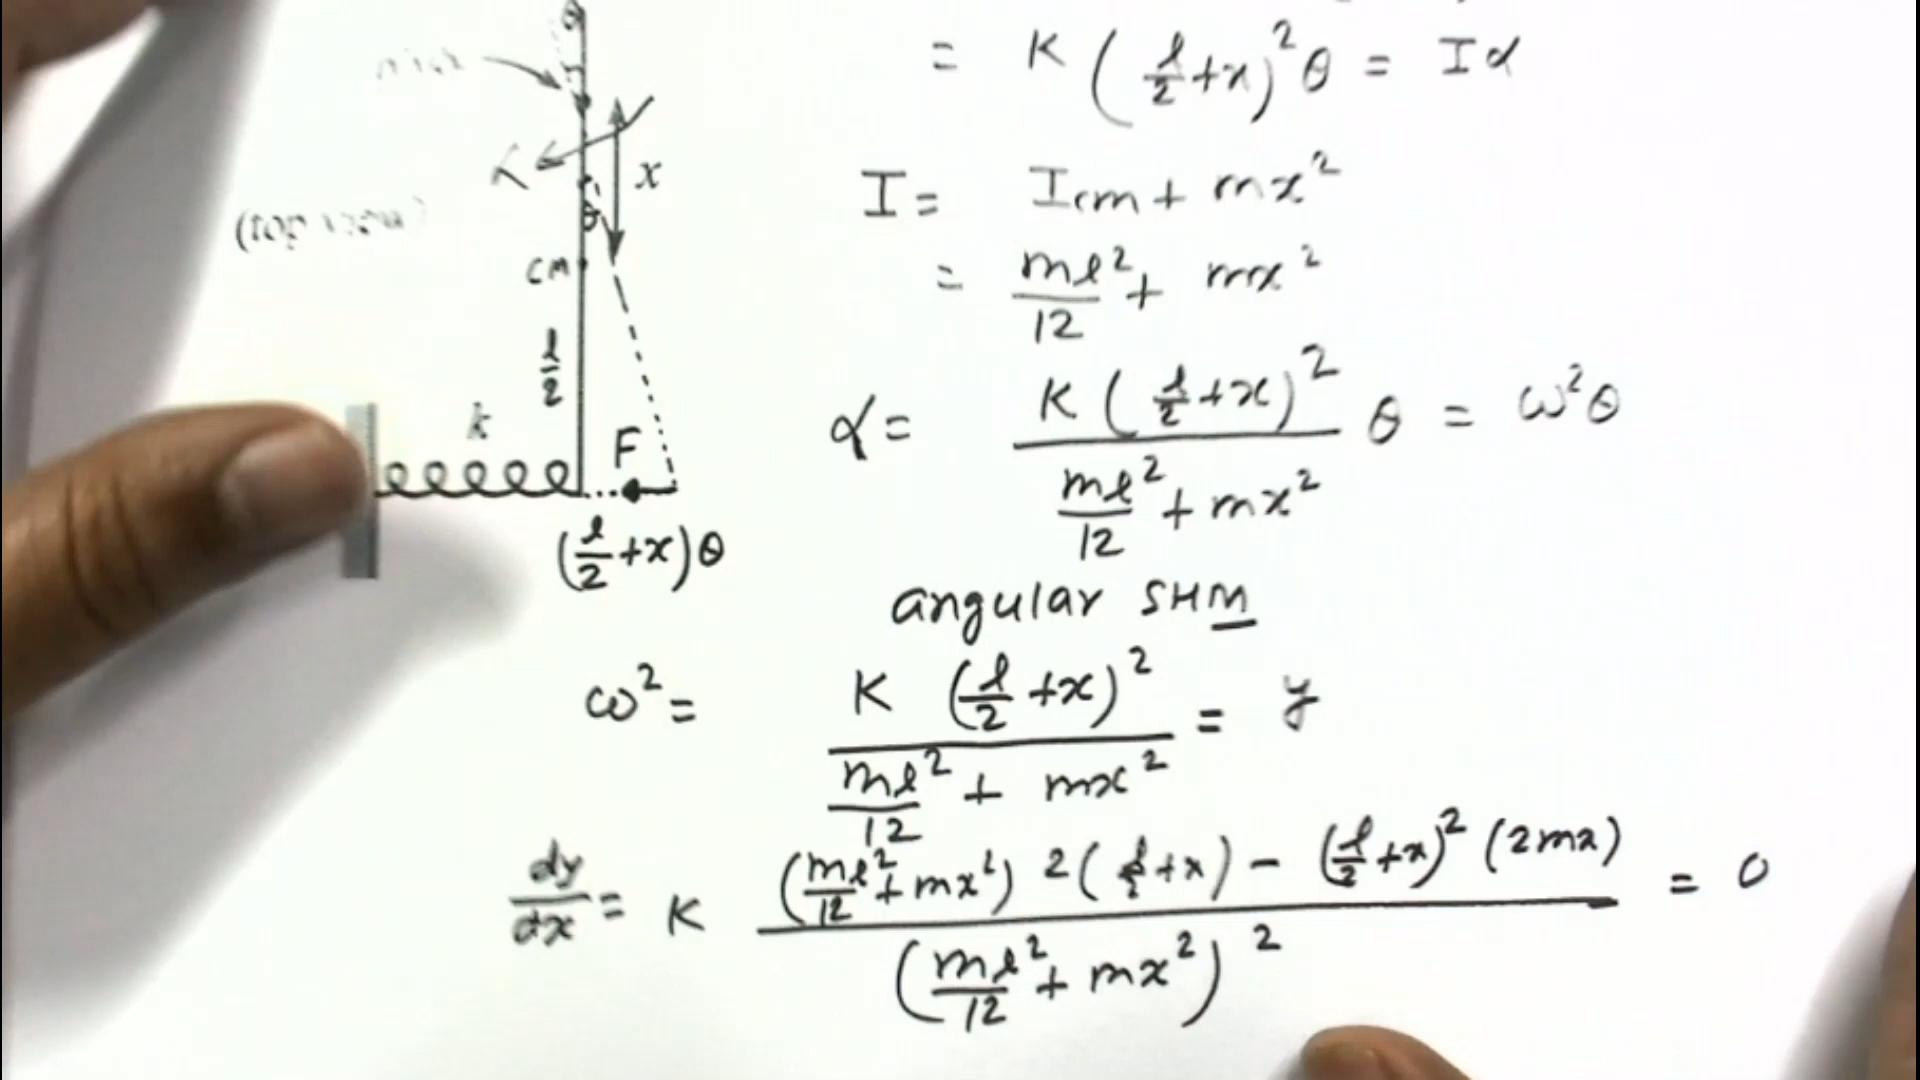 = K (l/2 + x)² θ = I α
I = Icm + mx²
= ml²/12 + mx²
α = K (l/2 + x)² / (ml²/12 + mx²) θ = ω²θ
angular SHM
ω² = K (l/2 + x)² / (ml²/12 + mx²) = y
dy/dx = K ((ml²/12 + mx²) 2(l/2 + x) - (l/2 + x)² (2mx)) / (ml²/12 + mx²)² = 0
θ
α
x
(top view)
θ
CM
l/2
k
F
(l/2 + x)θ